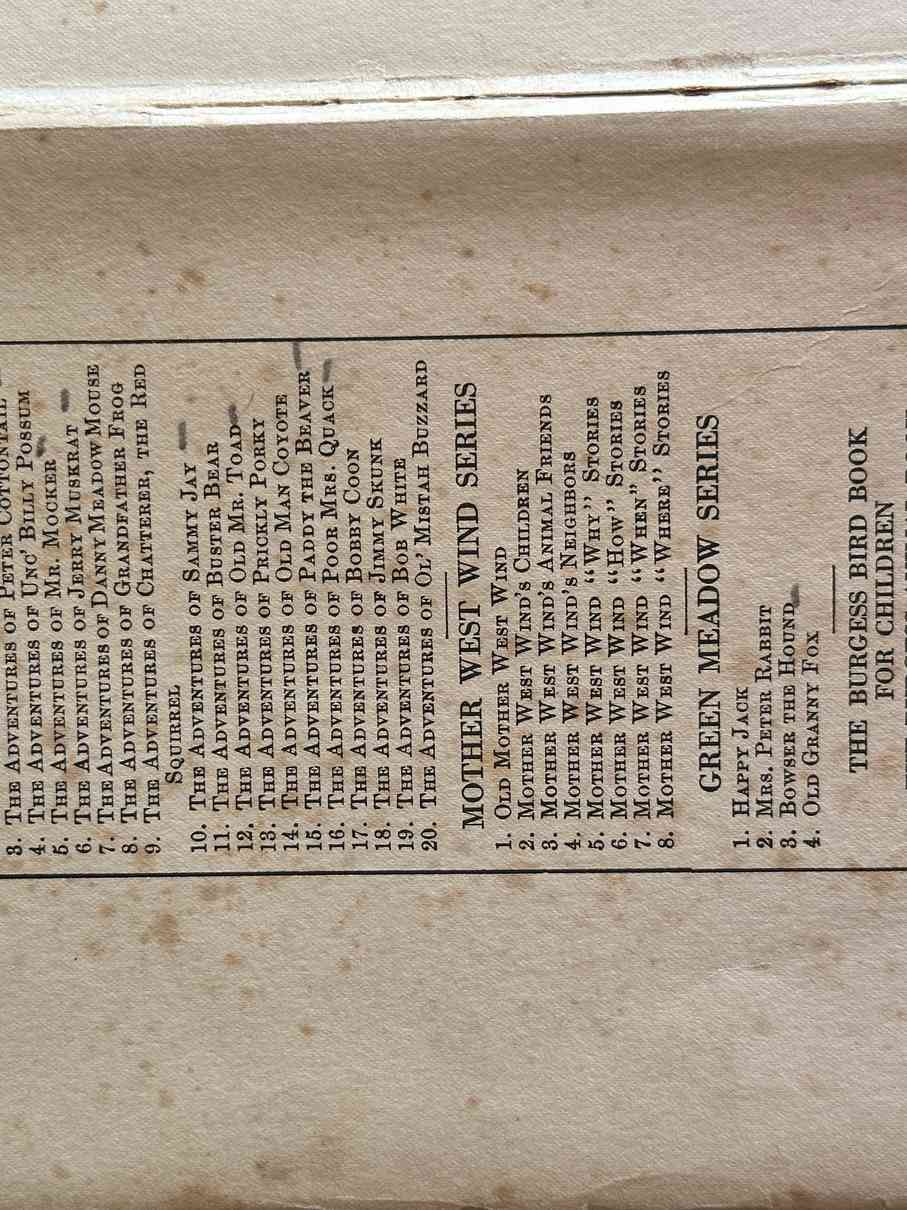 3. The Adventures of Peter Cottontail
4. The Adventures of Unc' Billy Possum
5. The Adventures of Mr. Mocker
6. The Adventures of Jerry Muskrat
7. The Adventures of Danny Meadow Mouse
8. The Adventures of Grandfather Frog
9. The Adventures of Chatterer, the Red
Squirrel
10. The Adventures of Sammy Jay
11. The Adventures of Buster Bear
12. The Adventures of Old Mr. Toad
13. The Adventures of Prickly Porky
14. The Adventures of Old Man Coyote
15. The Adventures of Paddy the Beaver
16. The Adventures of Poor Mrs. Quack
17. The Adventures of Bobby Coon
18. The Adventures of Jimmy Skunk
19. The Adventures of Bob White
20. The Adventures of Ol' Mistah Buzzard
MOTHER WEST WIND SERIES
1. Old Mother West Wind
2. Mother West Wind's Children
3. Mother West Wind's Animal Friends
4. Mother West Wind's Neighbors
5. Mother West Wind "Why" Stories
6. Mother West Wind "How" Stories
7. Mother West Wind "When" Stories
8. Mother West Wind "Where" Stories
GREEN MEADOW SERIES
1. Happy Jack
2. Mrs. Peter Rabbit
3. Bowser the Hound
4. Old Granny Fox
THE BURGESS BIRD BOOK
FOR CHILDREN